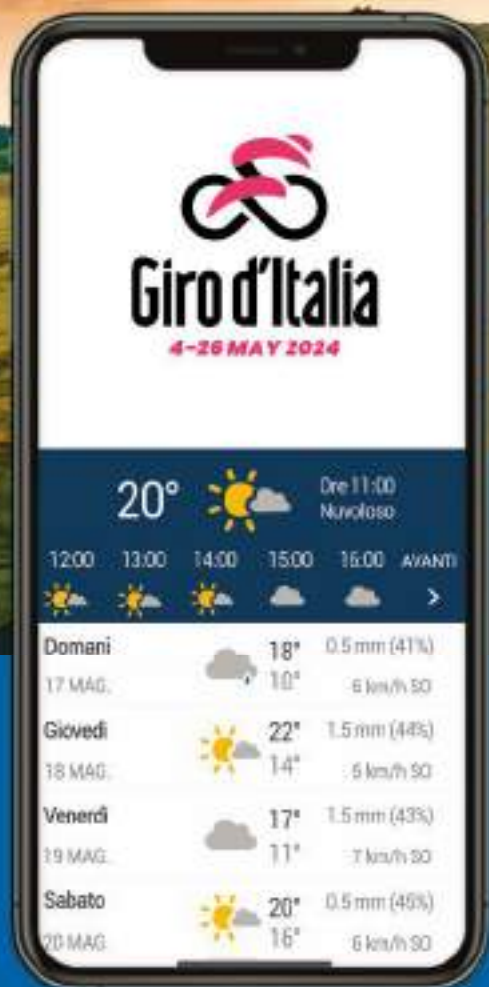 Giro d'Italia
4-26 MAY 2024
20°
Ore 11:00
Nuvoloso
12:00 13:00 14:00 15:00 16:00 AVANTI
>
Domani 18° 0.5 mm (41%)
17 MAG. 10° 6 km/h SO
Giovedì 22° 1.5 mm (44%)
18 MAG. 14° 5 km/h SO
Venerdì 17° 1.5 mm (43%)
19 MAG. 11° 7 km/h SO
Sabato 20° 0.5 mm (45%)
20 MAG 16° 6 km/h SO